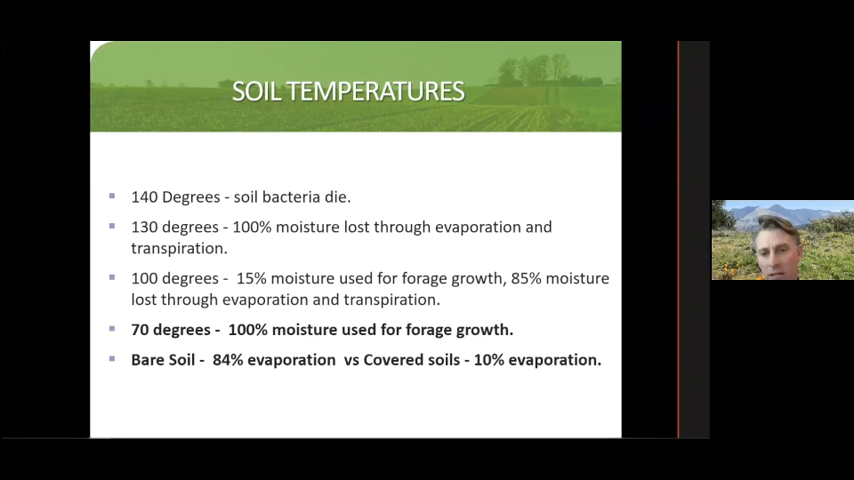 SOIL TEMPERATURES
140 Degrees - soil bacteria die.
130 degrees - 100% moisture lost through evaporation and
transpiration.
100 degrees - 15% moisture used for forage growth, 85% moisture
lost through evaporation and transpiration.
70 degrees - 100% moisture used for forage growth.
Bare Soil - 84% evaporation vs Covered soils - 10% evaporation.